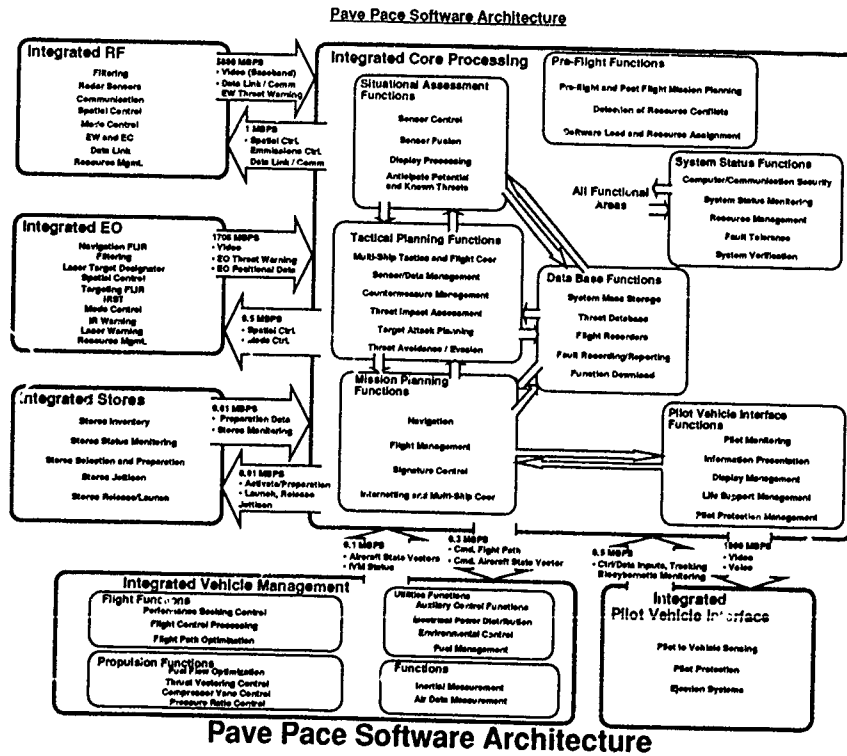 Pave Pace Software Architecture
Integrated RF
Filtering
Radar Sensors
Communication
Spatial Control
Mode Control
EW and EC
Data Link
Resource Mgmt.
MBPS
• Video (Baseband)
• Data Link / Comm
EW Threat Warning
1 MBPS
• Spatial Ctrl.
Emmissions Ctrl.
Data Link / Comm
Integrated Core Processing
Situational Assessment
Functions
Sensor Control
Sensor Fusion
Display Processing
Anticipate Potential
and Known Threats
Pre-Flight Functions
Pre-flight and Post Flight Mission Planning
Detection of Resource Conflicts
Software Load and Resource Assignment
System Status Functions
Computer/Communication Security
System Status Monitoring
Resource Management
Fault Tolerance
System Verification
All Functional
Areas
Integrated EO
Navigation FLIR
Filtering
Laser Target Designator
Spatial Control
Targeting FLIR
IRST
Mode Control
IR Warning
Laser Warning
Resource Mgmt.
1706 MBPS
• Video
• EO Threat Warning
• EO Positional Data
0.5 MBPS
• Spatial Ctrl.
• Mode Ctrl.
Tactical Planning Functions
Multi-Ship Tactics and Flight Coor
Sensor/Data Management
Countermeasure Management
Threat Impact Assessment
Target Attack Planning
Threat Avoidance / Evasion
Data Base Functions
System Mass Storage
Threat Database
Flight Recorders
Fault Recording/Reporting
Function Download
Integrated Stores
Stores Inventory
Stores Status Monitoring
Stores Selection and Preparation
Stores Jettison
Stores Release/Launch
0.01 MBPS
• Preparation Data
• Stores Monitoring
0.01 MBPS
• Activate/Preparation
• Launch, Release
Jettison
Mission Planning
Functions
Navigation
Flight Management
Signature Control
Internetting and Multi-Ship Coor
Pilot Vehicle Interface
Functions
Pilot Monitoring
Information Presentation
Display Management
Life Support Management
Pilot Protection Management
0.1 MBPS
• Aircraft State Vectors
• IVM Status
0.2 MBPS
• Cmd. Flight Path
• Cmd. Aircraft State Vector
0.5 MBPS
• Ctrl/Data Inputs, Tracking
Biocybernetic Monitoring
MBPS
• Video
• Voice
Integrated Vehicle Management
Flight Functions
Performance Seeking Control
Flight Control Processing
Flight Path Optimization
Utilities Functions
Auxiliary Control Functions
Power Distribution
Environmental Control
Fuel Management
Propulsion Functions
Fuel Flow Optimization
Thrust Vectoring Control
Compressor Vane Control
Pressure Ratio Control
Functions
Inertial Measurement
Air Data Measurement
Integrated
Pilot Vehicle Interface
Pilot to Vehicle Sensing
Pilot Protection
Ejection Systems
Pave Pace Software Architecture